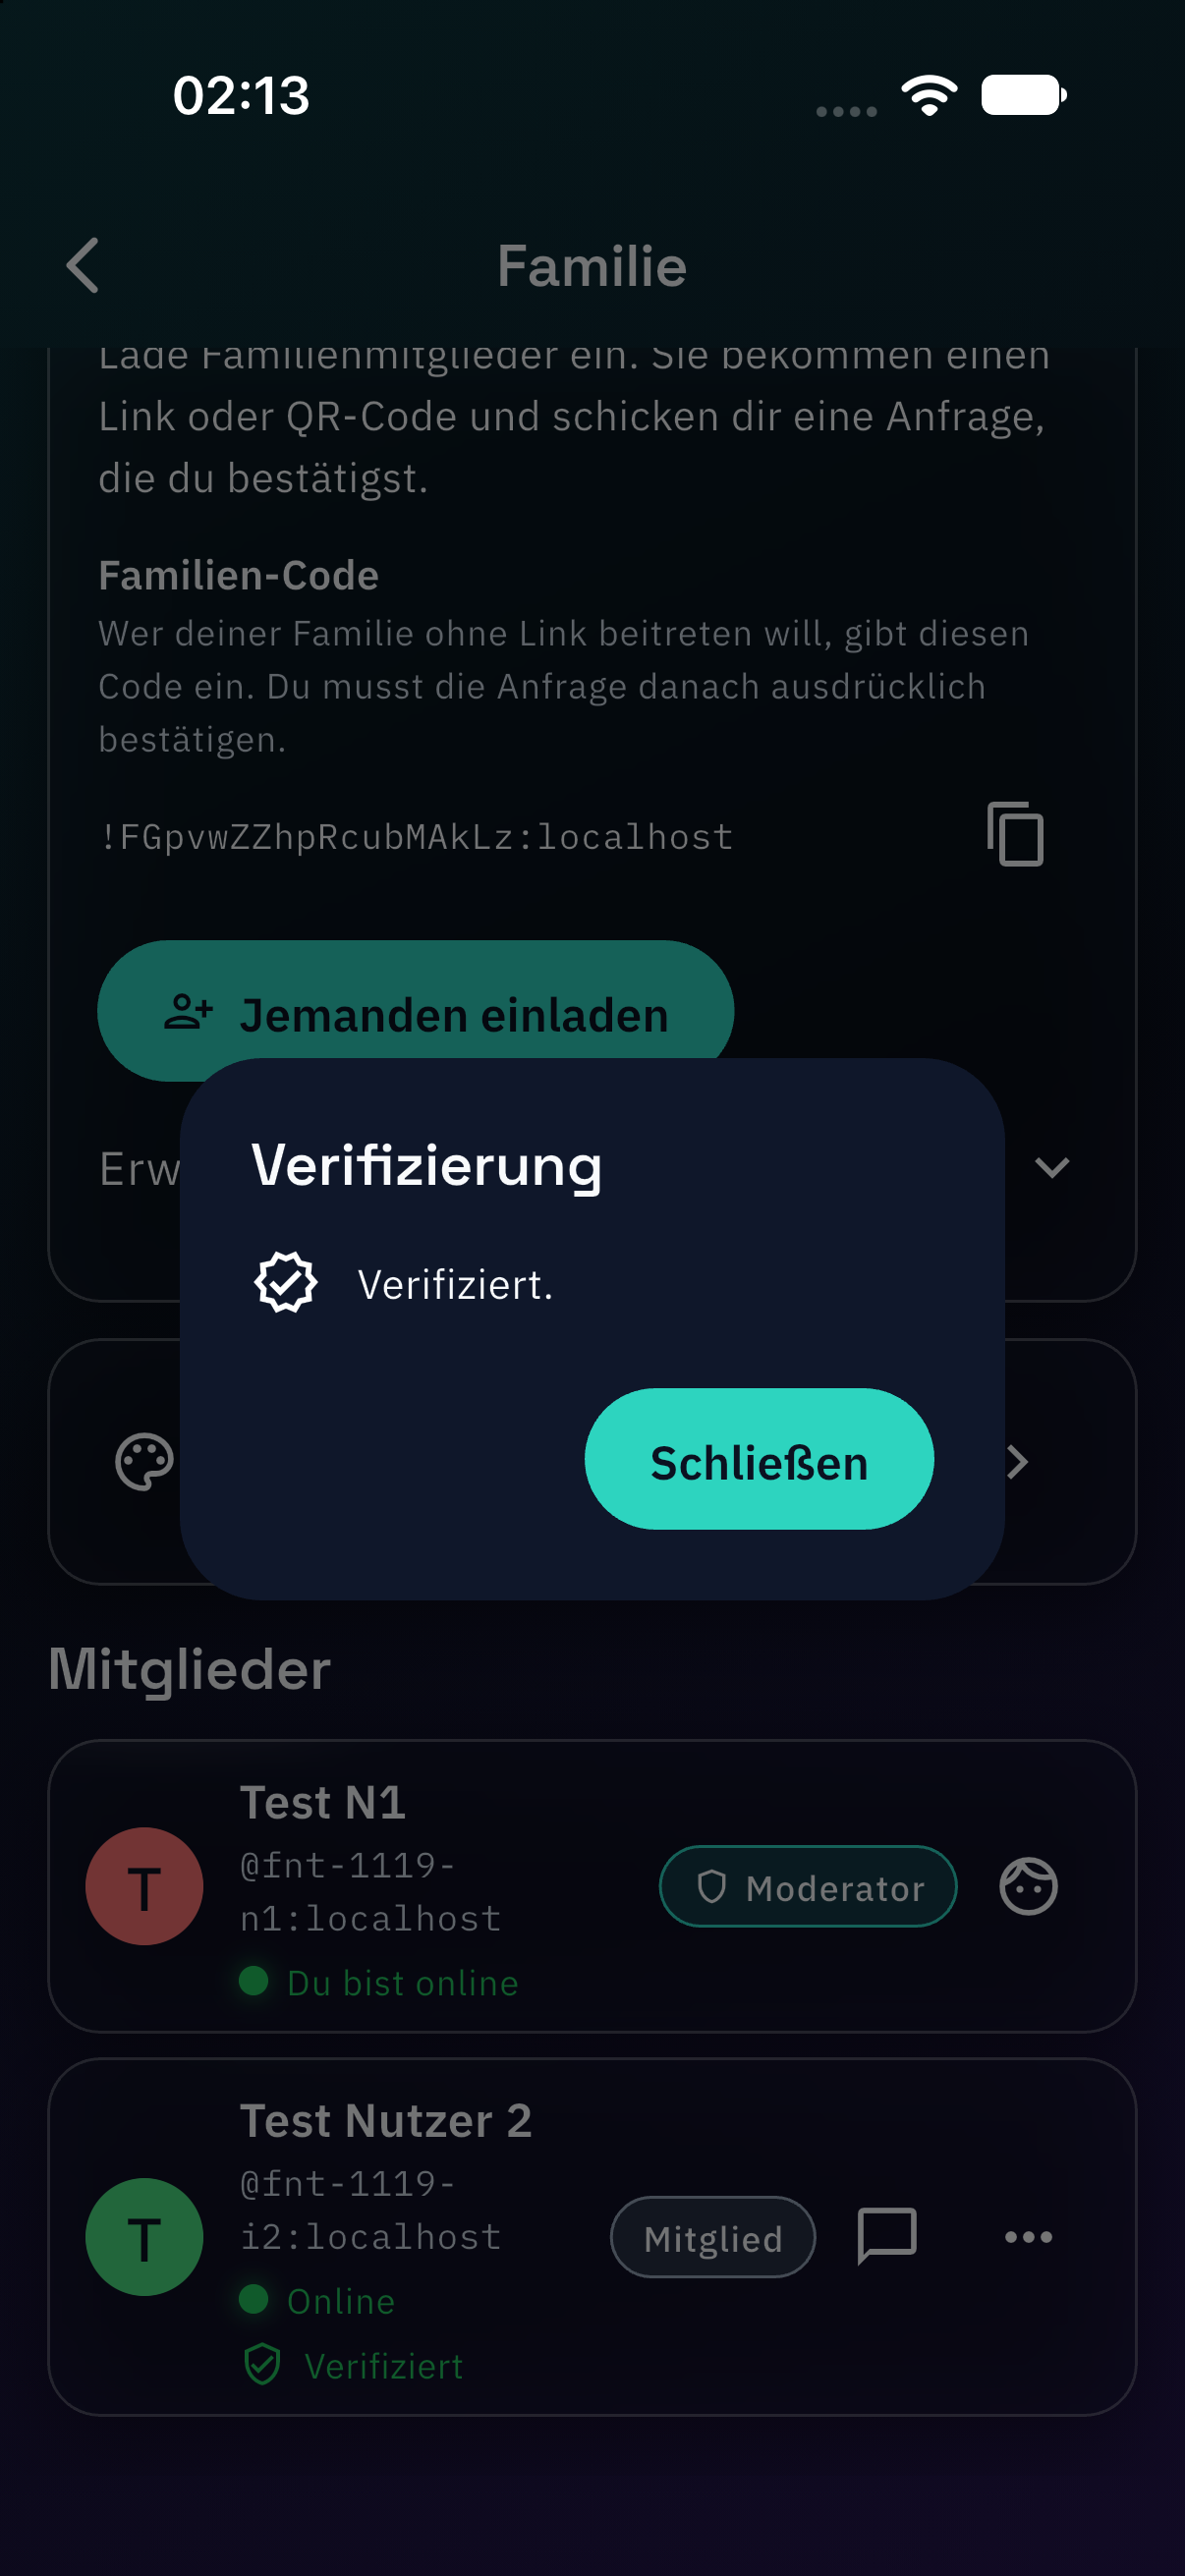 02:13
Familie
Lade Familienmitglieder ein. Sie bekommen einen
Link oder QR-Code und schicken dir eine Anfrage,
die du bestätigst.
Familien-Code
Wer deiner Familie ohne Link beitreten will, gibt diesen
Code ein. Du musst die Anfrage danach ausdrücklich
bestätigen.
!FGpvwZZhpRcubMAkLz:localhost
Jemanden einladen
Erw
Verifizierung
Verifiziert.
Schließen
Mitglieder
Test N1
@fnt-1119-
n1:localhost
Moderator
Du bist online
Test Nutzer 2
@fnt-1119-
i2:localhost
Mitglied
Online
Verifiziert